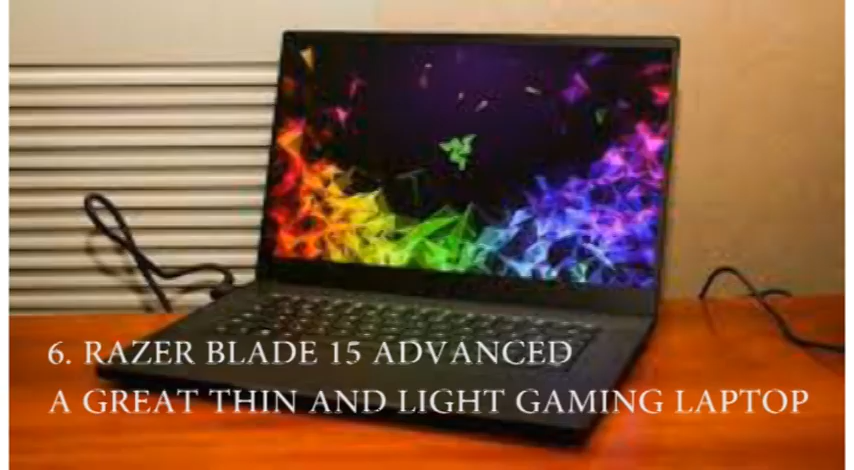 6. RAZER BLADE 15 ADVANCED
A GREAT THIN AND LIGHT GAMING LAPTOP